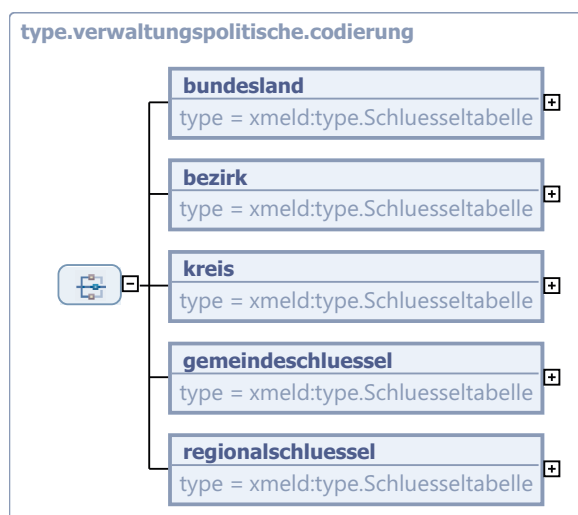 type.verwaltungspolitische.codierung
bundesland
type = xmeld:type.Schluesseltabelle
bezirk
type = xmeld:type.Schluesseltabelle
kreis
type = xmeld:type.Schluesseltabelle
gemeindeschluessel
type = xmeld:type.Schluesseltabelle
regionalschluessel
type = xmeld:type.Schluesseltabelle